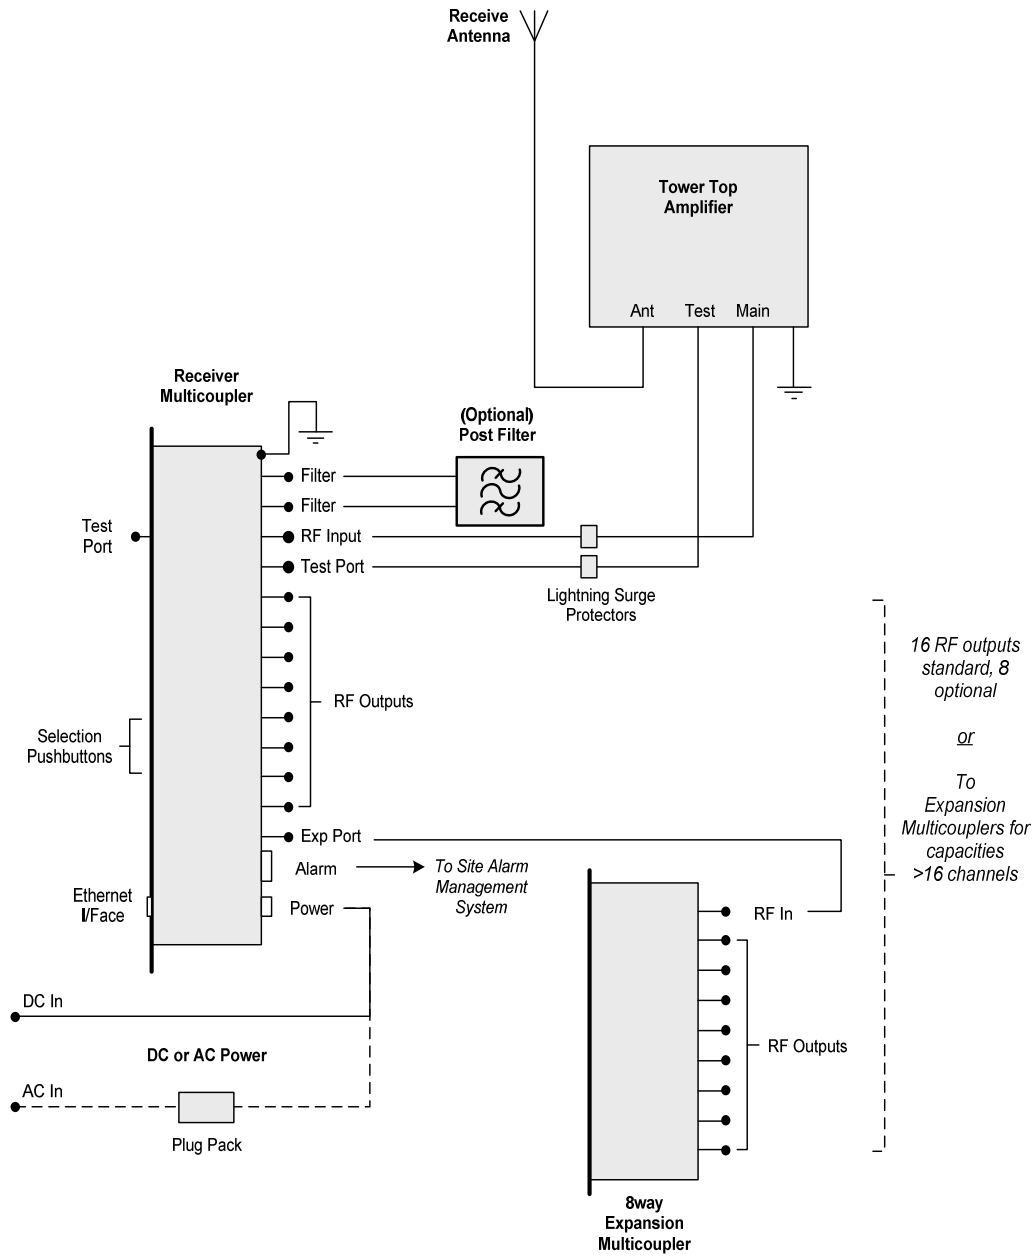 Receive
Antenna
Tower Top
Amplifier
Ant
Test
Main
Receiver
Multicoupler
(Optional)
Post Filter
Filter
Filter
Test
Port
RF Input
Test Port
Lightning Surge
Protectors
16 RF outputs
standard, 8
optional
or
To
Expansion
Multicouplers for
capacities
>16 channels
RF Outputs
Selection
Pushbuttons
Exp Port
Alarm
To Site Alarm
Management
System
Ethernet
I/Face
Power
RF In
DC In
DC or AC Power
RF Outputs
AC In
Plug Pack
8way
Expansion
Multicoupler